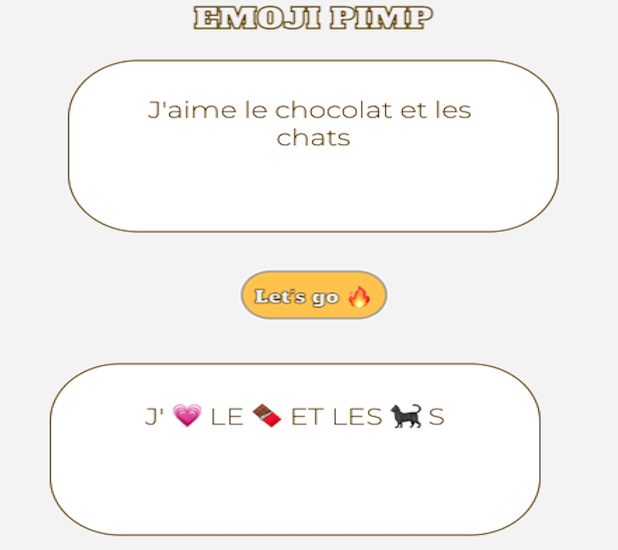 EMOJI PIMP
J'aime le chocolat et les
chats
Let's go 🔥
J' 💗 LE 🍫 ET LES 🐈‍⬛S